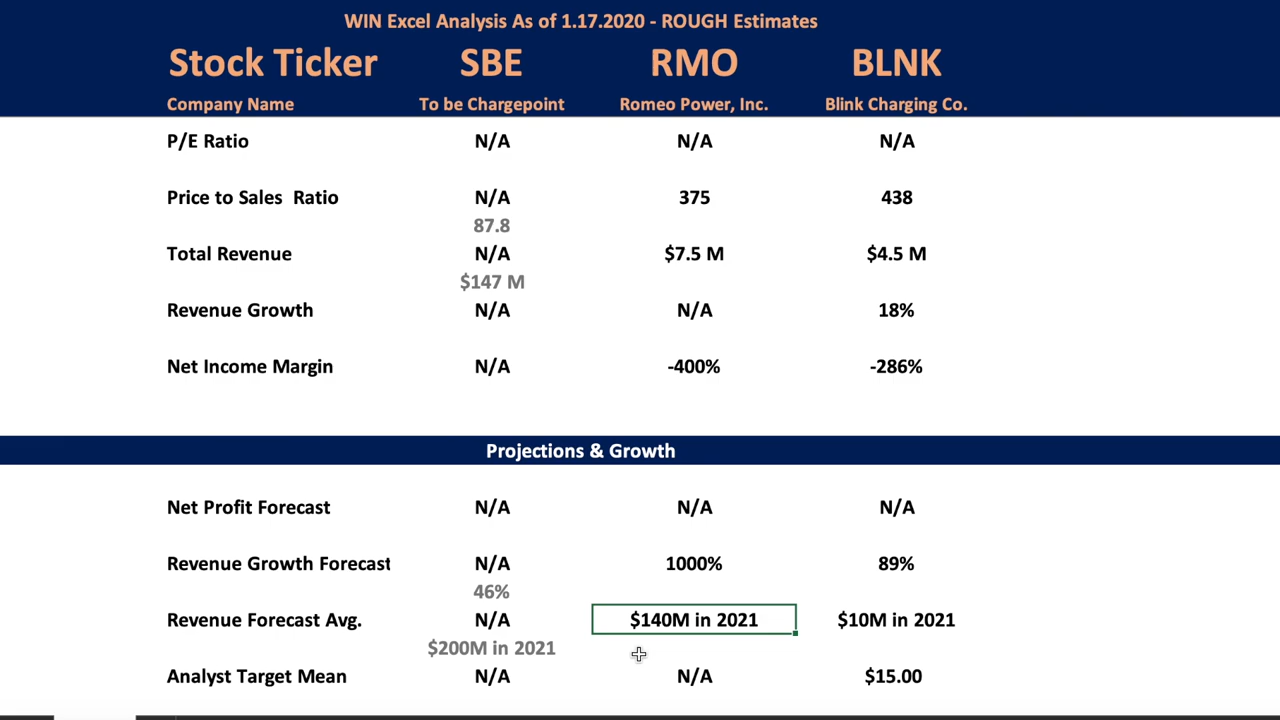 WIN Excel Analysis As of 1.17.2020 - ROUGH Estimates
Stock Ticker SBE RMO BLNK
Company Name To be Chargepoint Romeo Power, Inc. Blink Charging Co.
P/E Ratio N/A N/A N/A
Price to Sales Ratio N/A 375 438
87.8
Total Revenue N/A $7.5 M $4.5 M
$147 M
Revenue Growth N/A N/A 18%
Net Income Margin N/A -400% -286%
Projections & Growth
Net Profit Forecast N/A N/A N/A
Revenue Growth Forecast N/A 1000% 89%
46%
Revenue Forecast Avg. N/A $140M in 2021 $10M in 2021
$200M in 2021
Analyst Target Mean N/A N/A $15.00